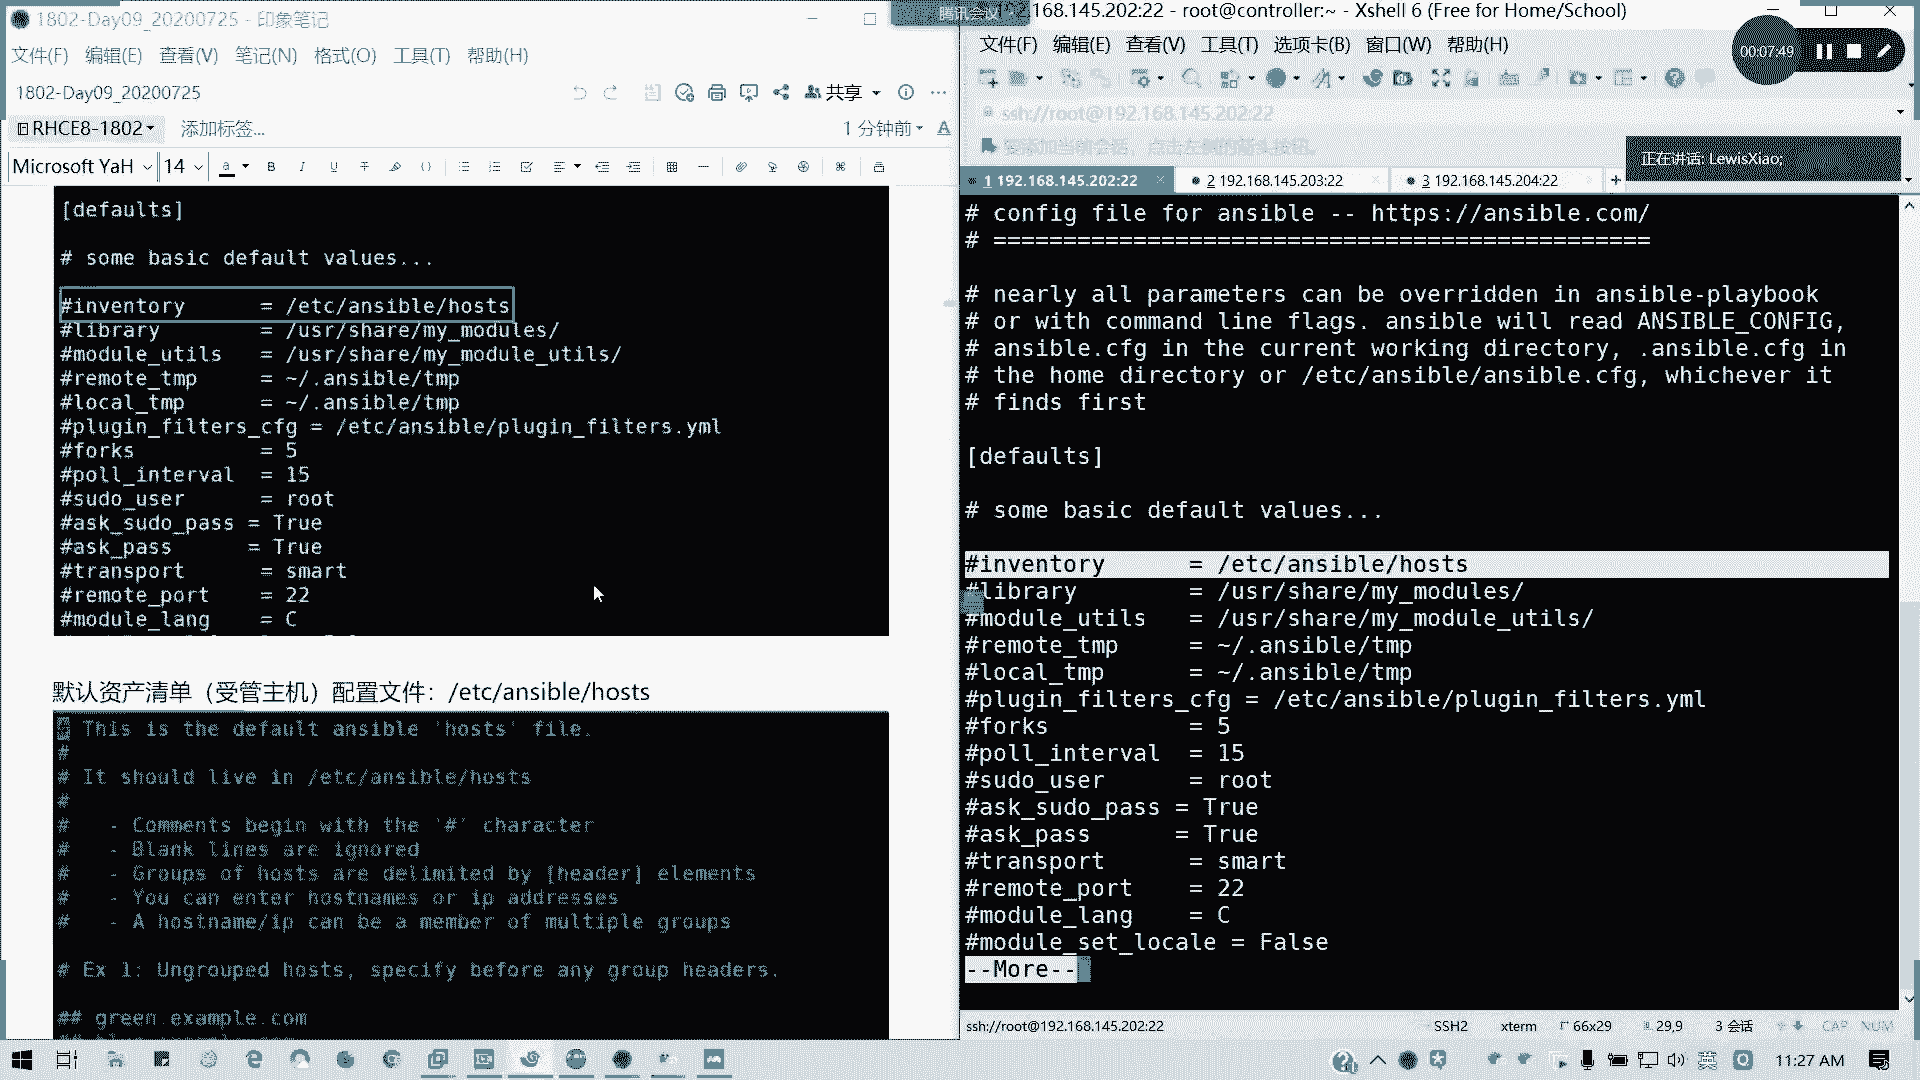 1802-Day09_20200725 - 印象笔记
文件(F) 编辑(E) 查看(V) 笔记(N) 格式(O) 工具(T) 帮助(H)
1802-Day09_20200725
共享
RHCE8-1802
添加标签...
1 分钟前
Microsoft YaH
14
[defaults]
# some basic default values...
#inventory      = /etc/ansible/hosts
#library        = /usr/share/my_modules/
#module_utils   = /usr/share/my_module_utils/
#remote_tmp     = ~/.ansible/tmp
#local_tmp      = ~/.ansible/tmp
#plugin_filters_cfg = /etc/ansible/plugin_filters.yml
#forks          = 5
#poll_interval  = 15
#sudo_user      = root
#ask_sudo_pass = True
#ask_pass      = True
#transport      = smart
#remote_port    = 22
#module_lang    = C
默认资产清单（受管主机）配置文件：/etc/ansible/hosts
# This is the default ansible 'hosts' file.
#
# It should live in /etc/ansible/hosts
#
#   - Comments begin with the '#' character
#   - Blank lines are ignored
#   - Groups of hosts are delimited by [header] elements
#   - You can enter hostnames or ip addresses
#   - A hostname/ip can be a member of multiple groups
# Ex 1: Ungrouped hosts, specify before any group headers.
## green.example.com
腾讯会议
.168.145.202:22 - root@controller:~ - Xshell 6 (Free for Home/School)
文件(F) 编辑(E) 查看(V) 工具(T) 选项卡(B) 窗口(W) 帮助(H)
00:07:49
ssh://root@192.168.145.202:22
正在讲话: LewisXiao;
1 192.168.145.202:22
2 192.168.145.203:22
3 192.168.145.204:22
# config file for ansible -- https://ansible.com/
# ===============================================
# nearly all parameters can be overridden in ansible-playbook
# or with command line flags. ansible will read ANSIBLE_CONFIG,
# ansible.cfg in the current working directory, .ansible.cfg in
# the home directory or /etc/ansible/ansible.cfg, whichever it
# finds first
[defaults]
# some basic default values...
#inventory      = /etc/ansible/hosts
#library        = /usr/share/my_modules/
#module_utils   = /usr/share/my_module_utils/
#remote_tmp     = ~/.ansible/tmp
#local_tmp      = ~/.ansible/tmp
#plugin_filters_cfg = /etc/ansible/plugin_filters.yml
#forks          = 5
#poll_interval  = 15
#sudo_user      = root
#ask_sudo_pass = True
#ask_pass      = True
#transport      = smart
#remote_port    = 22
#module_lang    = C
#module_set_locale = False
--More--
ssh://root@192.168.145.202:22
SSH2
xterm
66x29
29,9
3 会话
CAP
NUM
英
11:27 AM